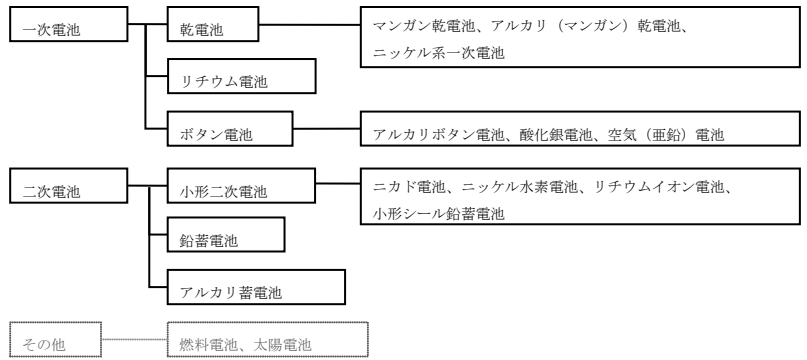 一次電池
乾電池
マンガン乾電池、アルカリ（マンガン）乾電池、
ニッケル系一次電池
リチウム電池
ボタン電池
アルカリボタン電池、酸化銀電池、空気（亜鉛）電池
二次電池
小形二次電池
ニカド電池、ニッケル水素電池、リチウムイオン電池、
小形シール鉛蓄電池
鉛蓄電池
アルカリ蓄電池
その他
燃料電池、太陽電池